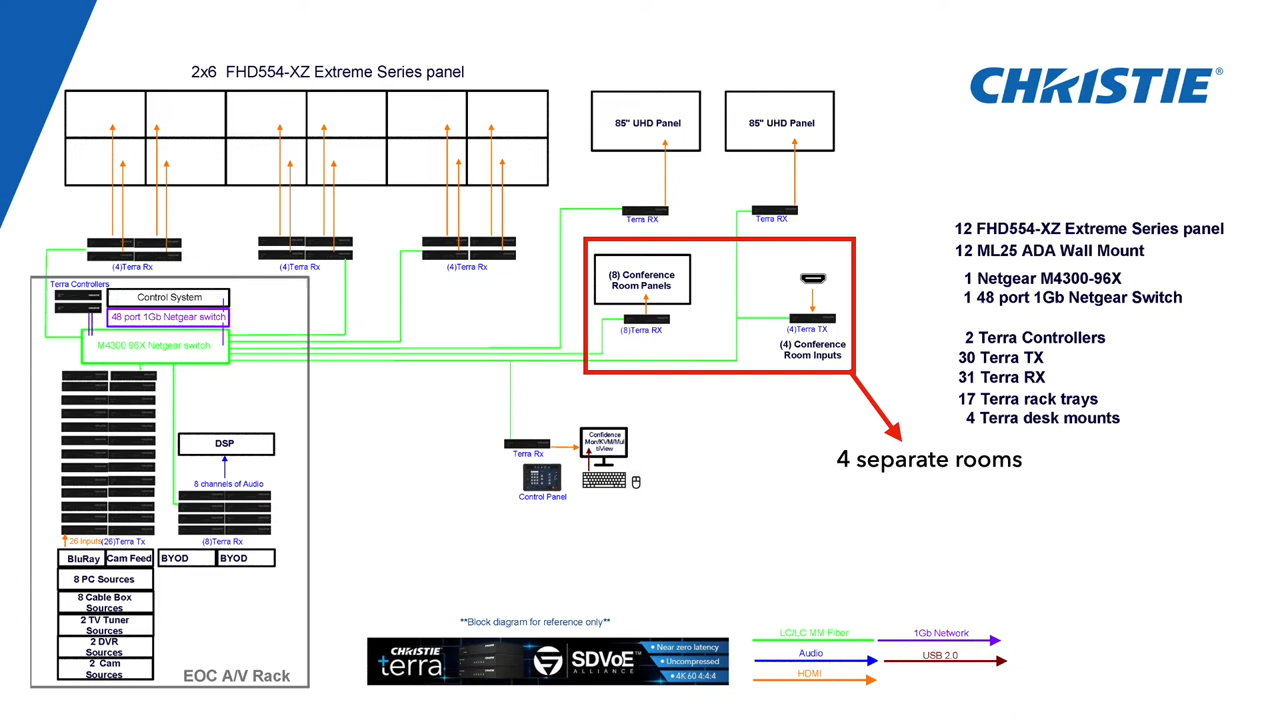 2x6 FHD554-XZ Extreme Series panel
CHRISTIE®
85" UHD Panel
85" UHD Panel
Terra RX
Terra RX
(4)Terra Rx
(4)Terra Rx
(4)Terra Rx
12 FHD554-XZ Extreme Series panel
12 ML25 ADA Wall Mount
1 Netgear M4300-96X
1 48 port 1Gb Netgear Switch
2 Terra Controllers
30 Terra TX
31 Terra RX
17 Terra rack trays
4 Terra desk mounts
(8) Conference
Room Panels
(8)Terra RX
(4)Terra TX
(4) Conference
Room Inputs
4 separate rooms
Terra Controllers
Control System
48 port 1Gb Netgear switch
M4300-96X Netgear switch
DSP
8 channels of Audio
Terra Rx
Confidence
Mon/KVM/Mul
tiView
Control Panel
26 Inputs
(26)Terra Tx
(8)Terra Rx
BluRay
Cam Feed
BYOD
BYOD
8 PC Sources
8 Cable Box
Sources
2 TV Tuner
Sources
2 DVR
Sources
2 Cam
Sources
EOC A/V Rack
**Block diagram for reference only**
CHRISTIE
terra
SDVoE™
ALLIANCE
• Near zero latency
• Uncompressed
• 4K 60 4:4:4
LC/LC MM Fiber
1Gb Network
Audio
USB 2.0
HDMI